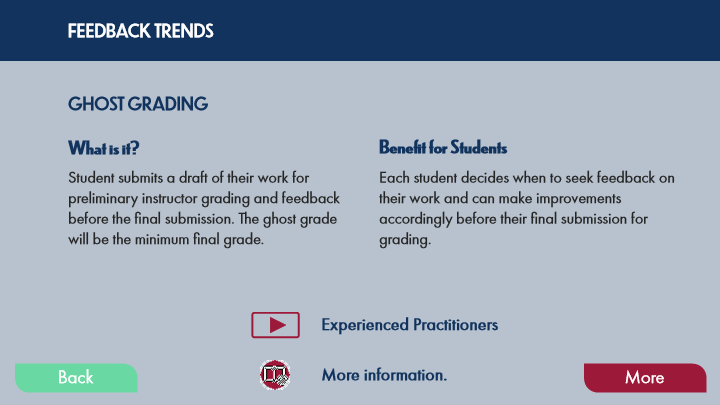 FEEDBACK TRENDS
GHOST GRADING
What is it?
Student submits a draft of their work for
preliminary instructor grading and feedback
before the final submission. The ghost grade
will be the minimum final grade.
Benefit for Students
Each student decides when to seek feedback on
their work and can make improvements
accordingly before their final submission for
grading.
Experienced Practitioners
More information.
Back
More